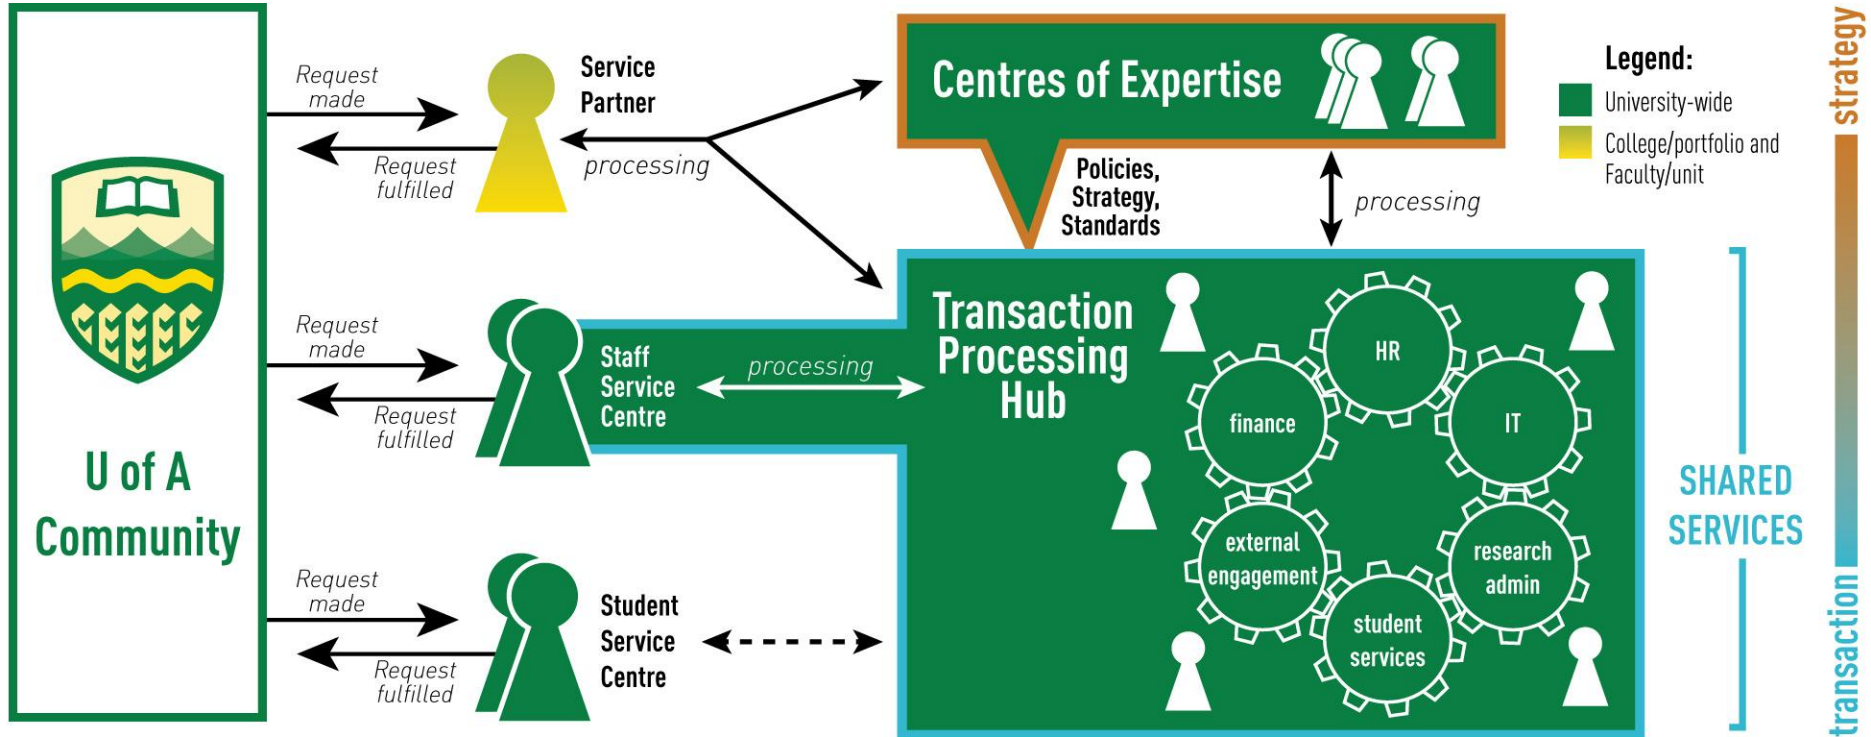 U of A
Community
Request
made
Request
fulfilled
Service
Partner
processing
Request
made
Request
fulfilled
Staff
Service
Centre
processing
Request
made
Request
fulfilled
Student
Service
Centre
Centres of Expertise
Policies,
Strategy,
Standards
processing
Transaction
Processing
Hub
HR
finance
IT
external
engagement
research
admin
student
services
Legend:
University-wide
College/portfolio and
Faculty/unit
SHARED
SERVICES
strategy
transaction